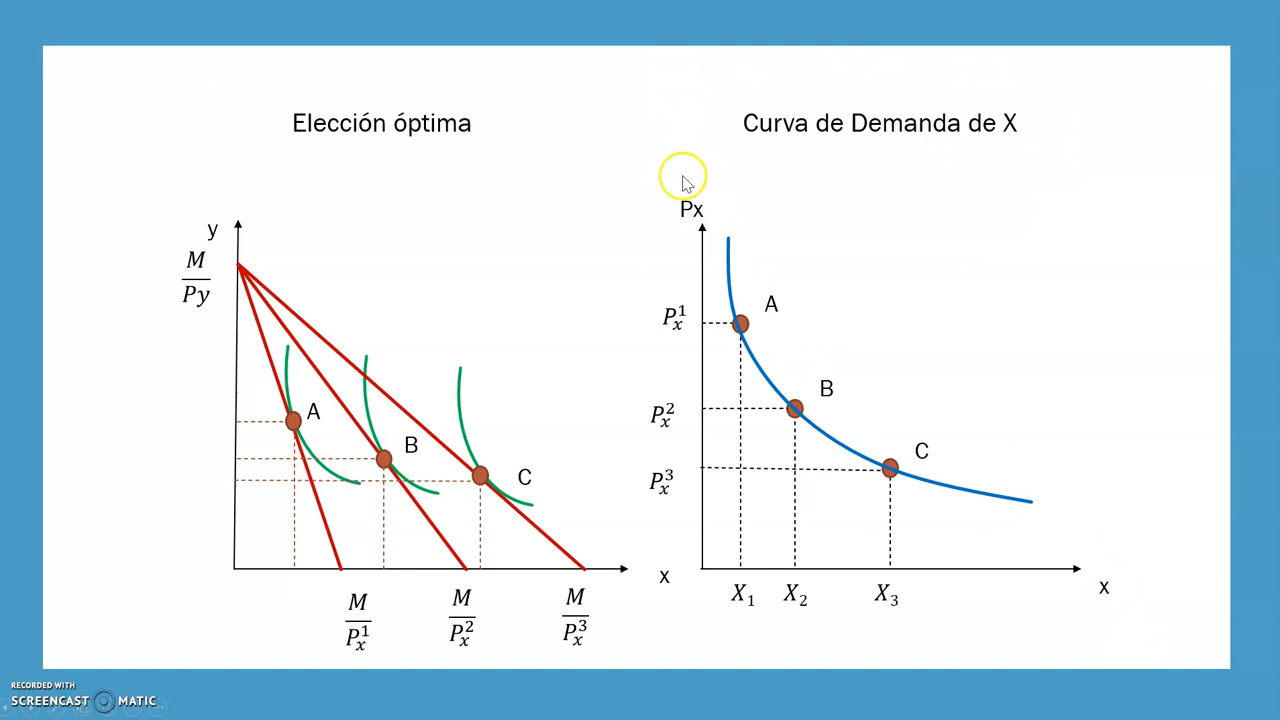 Elección óptima
Curva de Demanda de X
y
M
Py
A
B
C
x
M
P_x^1
M
P_x^2
M
P_x^3
Px
P_x^1
P_x^2
P_x^3
A
B
C
X_1
X_2
X_3
x
RECORDED WITH
SCREENCAST MATIC